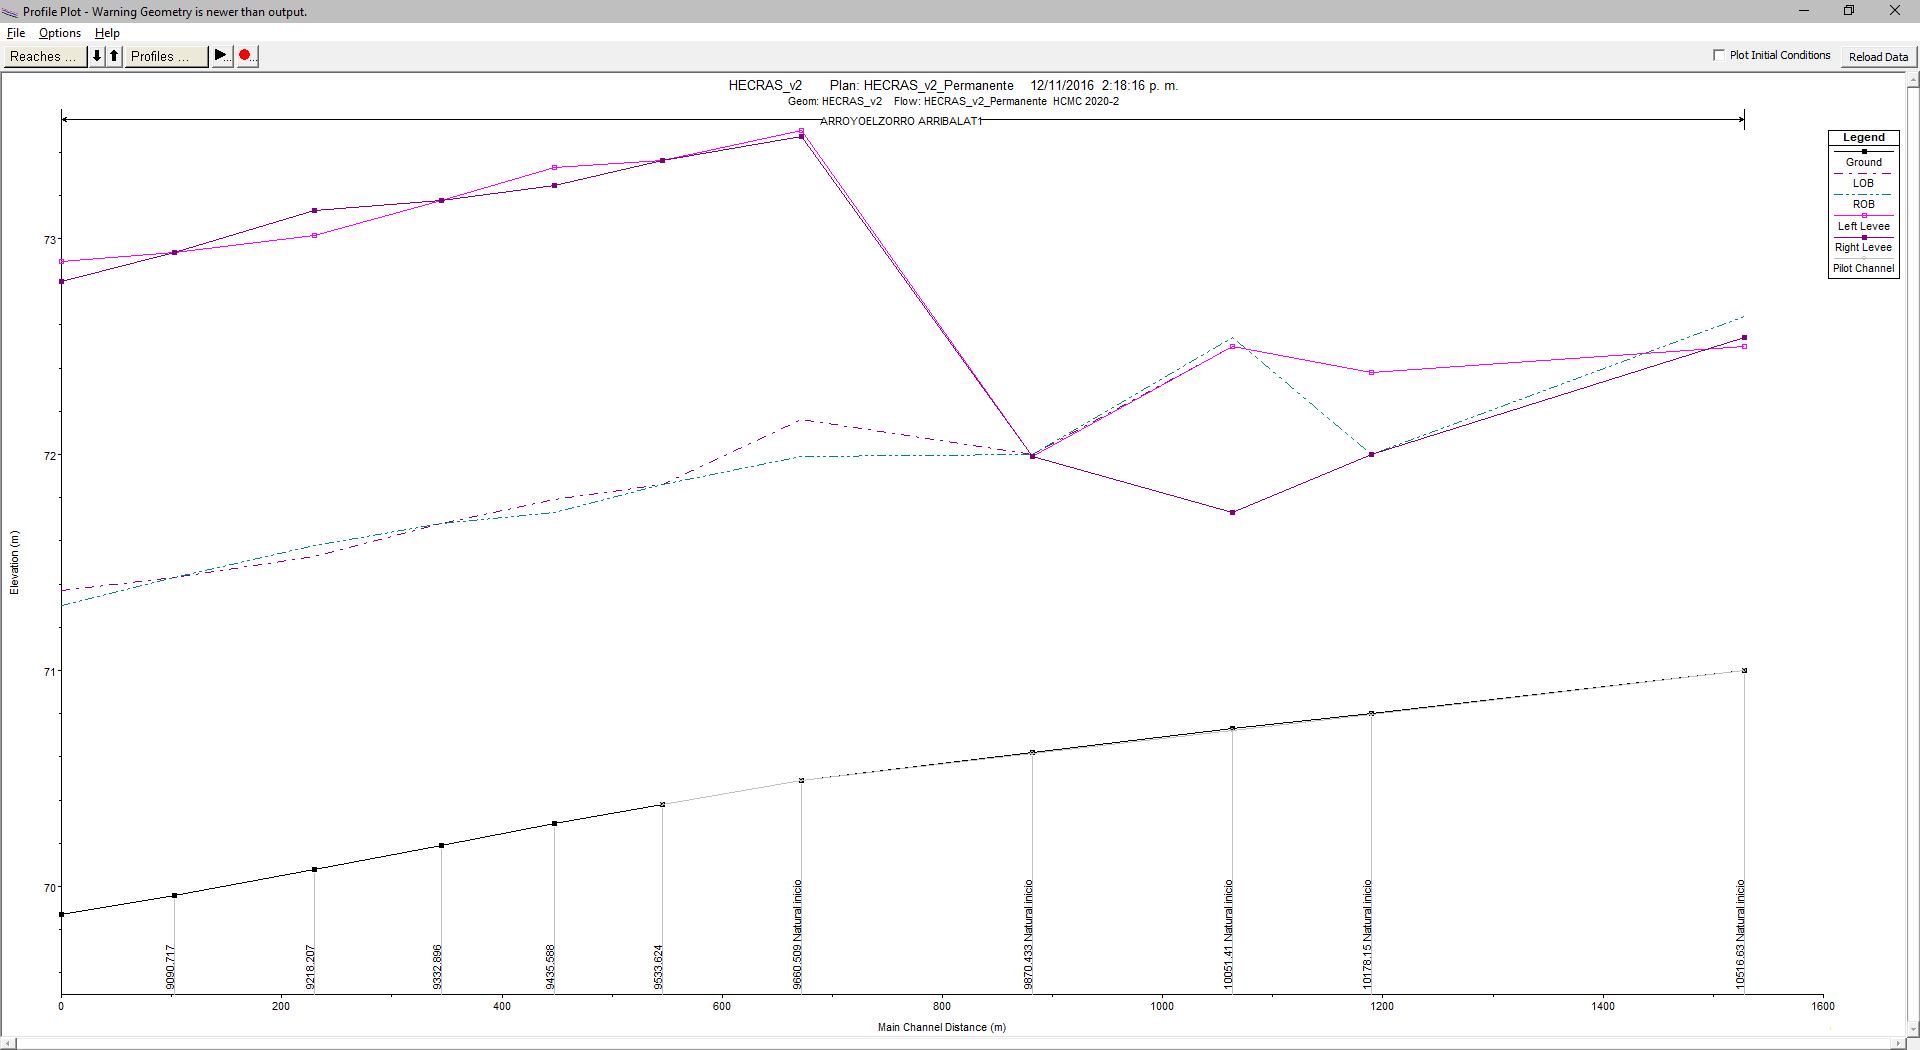 Profile Plot - Warning Geometry is newer than output.
File Options Help
Reaches ... Profiles ... ... ... Plot Initial Conditions Reload Data
HECRAS_v2 Plan: HECRAS_v2_Permanente 12/11/2016 2:18:16 p. m.
Geom: HECRAS_v2 Flow: HECRAS_v2_Permanente HCMC 2020-2
ARROYOELZORRO ARRIBALAT1
Legend
Ground
LOB
ROB
Left Levee
Right Levee
Pilot Channel
73
72
71
70
Elevation (m)
9090.717
9218.207
9332.896
9435.588
9533.624
9660.509 Natural.inicio
9870.433 Natural.inicio
10051.41 Natural.inicio
10178.15 Natural.inicio
10516.63 Natural.inicio
0 200 400 600 800 1000 1200 1400 1600
Main Channel Distance (m)